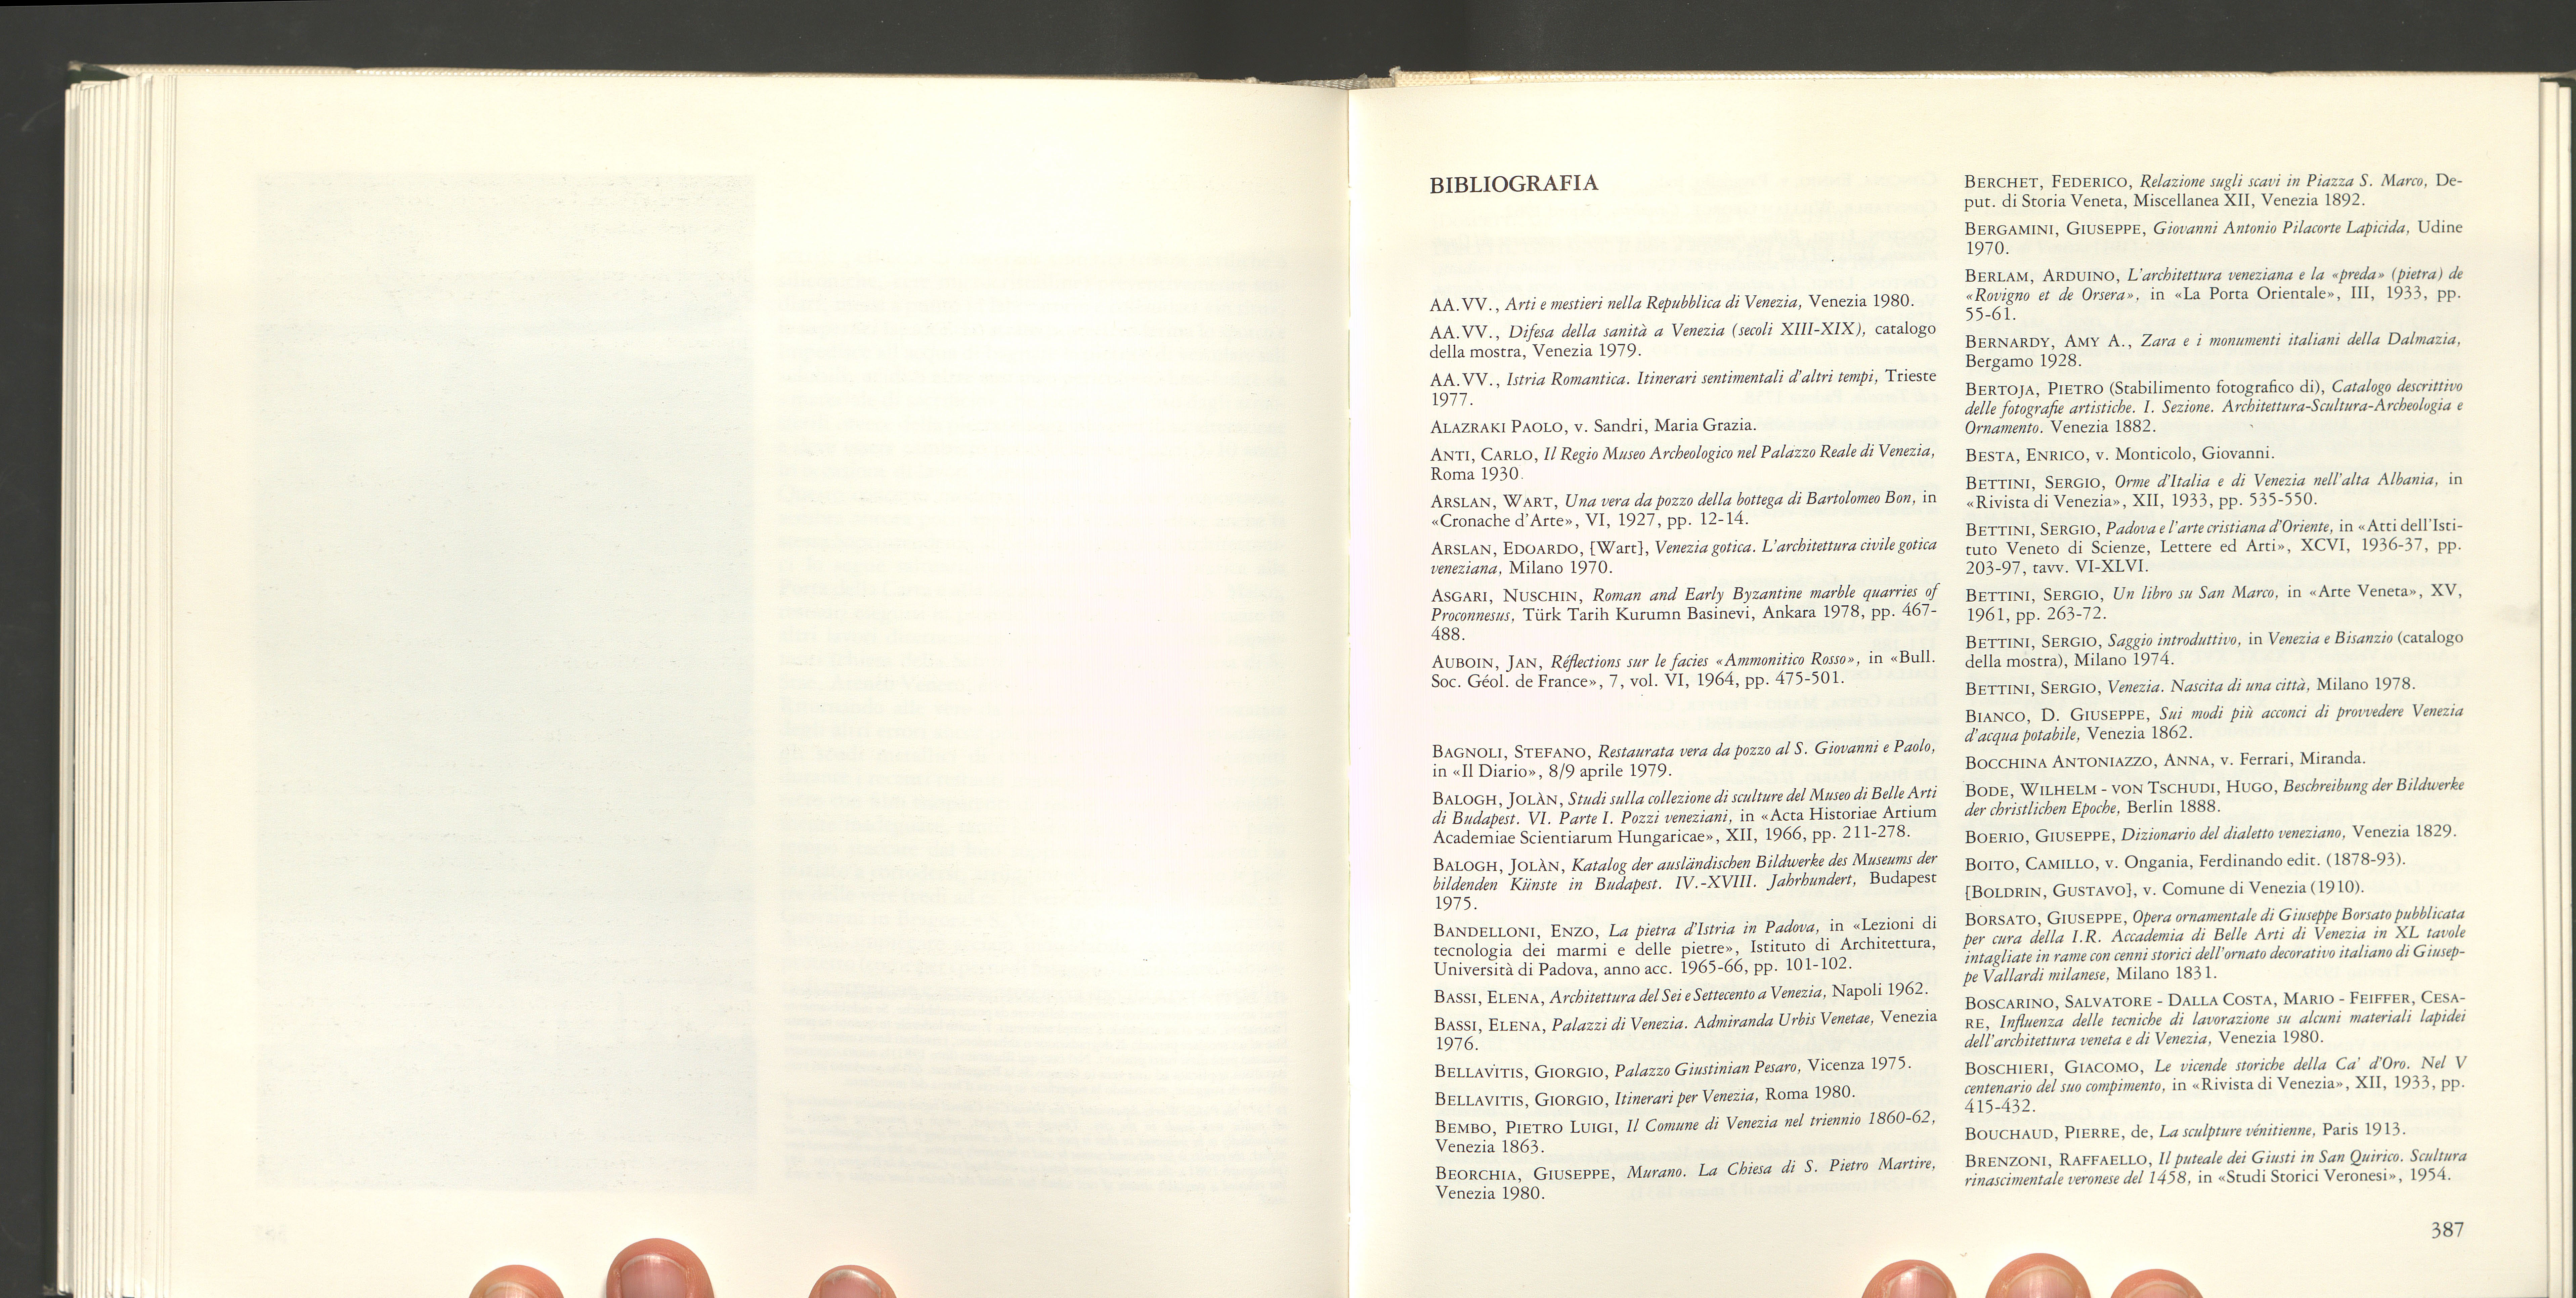 BIBLIOGRAFIA
AA.VV., Arti e mestieri nella Repubblica di Venezia, Venezia 1980.
AA.VV., Difesa della sanità a Venezia (secoli XIII-XIX), catalogo
della mostra, Venezia 1979.
AA.VV., Istria Romantica. Itinerari sentimentali d'altri tempi, Trieste
1977.
ALAZRAKI PAOLO, v. Sandri, Maria Grazia.
ANTI, CARLO, Il Regio Museo Archeologico nel Palazzo Reale di Venezia,
Roma 1930.
ARSLAN, WART, Una vera da pozzo della bottega di Bartolomeo Bon, in
«Cronache d'Arte», VI, 1927, pp. 12-14.
ARSLAN, EDOARDO, [Wart], Venezia gotica. L'architettura civile gotica
veneziana, Milano 1970.
ASGARI, NUSCHIN, Roman and Early Byzantine marble quarries of
Proconnesus, Türk Tarih Kurumn Basinevi, Ankara 1978, pp. 467-
488.
AUBOIN, JAN, Réflections sur le facies «Ammonitico Rosso», in «Bull.
Soc. Géol. de France», 7, vol. VI, 1964, pp. 475-501.
BAGNOLI, STEFANO, Restaurata vera da pozzo al S. Giovanni e Paolo,
in «Il Diario», 8/9 aprile 1979.
BALOGH, JOLÀN, Studi sulla collezione di sculture del Museo di Belle Arti
di Budapest. VI. Parte I. Pozzi veneziani, in «Acta Historiae Artium
Academiae Scientiarum Hungaricae», XII, 1966, pp. 211-278.
BALOGH, JOLÀN, Katalog der ausländischen Bildwerke des Museums der
bildenden Künste in Budapest. IV.-XVIII. Jahrhundert, Budapest
1975.
BANDELLONI, ENZO, La pietra d'Istria in Padova, in «Lezioni di
tecnologia dei marmi e delle pietre», Istituto di Architettura,
Università di Padova, anno acc. 1965-66, pp. 101-102.
BASSI, ELENA, Architettura del Sei e Settecento a Venezia, Napoli 1962.
BASSI, ELENA, Palazzi di Venezia. Admiranda Urbis Venetae, Venezia
1976.
BELLAVITIS, GIORGIO, Palazzo Giustinian Pesaro, Vicenza 1975.
BELLAVITIS, GIORGIO, Itinerari per Venezia, Roma 1980.
BEMBO, PIETRO LUIGI, Il Comune di Venezia nel triennio 1860-62,
Venezia 1863.
BEORCHIA, GIUSEPPE, Murano. La Chiesa di S. Pietro Martire,
Venezia 1980.
BERCHET, FEDERICO, Relazione sugli scavi in Piazza S. Marco, De-
put. di Storia Veneta, Miscellanea XII, Venezia 1892.
BERGAMINI, GIUSEPPE, Giovanni Antonio Pilacorte Lapicida, Udine
1970.
BERLAM, ARDUINO, L'architettura veneziana e la «preda» (pietra) de
«Rovigno et de Orsera», in «La Porta Orientale», III, 1933, pp.
55-61.
BERNARDY, AMY A., Zara e i monumenti italiani della Dalmazia,
Bergamo 1928.
BERTOJA, PIETRO (Stabilimento fotografico di), Catalogo descrittivo
delle fotografie artistiche. I. Sezione. Architettura-Scultura-Archeologia e
Ornamento. Venezia 1882.
BESTA, ENRICO, v. Monticolo, Giovanni.
BETTINI, SERGIO, Orme d'Italia e di Venezia nell'alta Albania, in
«Rivista di Venezia», XII, 1933, pp. 535-550.
BETTINI, SERGIO, Padova e l'arte cristiana d'Oriente, in «Atti dell'Isti-
tuto Veneto di Scienze, Lettere ed Arti», XCVI, 1936-37, pp.
203-97, tavv. VI-XLVI.
BETTINI, SERGIO, Un libro su San Marco, in «Arte Veneta», XV,
1961, pp. 263-72.
BETTINI, SERGIO, Saggio introduttivo, in Venezia e Bisanzio (catalogo
della mostra), Milano 1974.
BETTINI, SERGIO, Venezia. Nascita di una città, Milano 1978.
BIANCO, D. GIUSEPPE, Sui modi più acconci di provvedere Venezia
d'acqua potabile, Venezia 1862.
BOCCHINA ANTONIAZZO, ANNA, v. Ferrari, Miranda.
BODE, WILHELM - VON TSCHUDI, HUGO, Beschreibung der Bildwerke
der christlichen Epoche, Berlin 1888.
BOERIO, GIUSEPPE, Dizionario del dialetto veneziano, Venezia 1829.
BOITO, CAMILLO, v. Ongania, Ferdinando edit. (1878-93).
[BOLDRIN, GUSTAVO], v. Comune di Venezia (1910).
BORSATO, GIUSEPPE, Opera ornamentale di Giuseppe Borsato pubblicata
per cura della I.R. Accademia di Belle Arti di Venezia in XL tavole
intagliate in rame con cenni storici dell'ornato decorativo italiano di Giusep-
pe Vallardi milanese, Milano 1831.
BOSCARINO, SALVATORE - DALLA COSTA, MARIO - FEIFFER, CESA-
RE, Influenza delle tecniche di lavorazione su alcuni materiali lapidei
dell'architettura veneta e di Venezia, Venezia 1980.
BOSCHIERI, GIACOMO, Le vicende storiche della Ca' d'Oro. Nel V
centenario del suo compimento, in «Rivista di Venezia», XII, 1933, pp.
415-432.
BOUCHAUD, PIERRE, de, La sculpture vénitienne, Paris 1913.
BRENZONI, RAFFAELLO, Il puteale dei Giusti in San Quirico. Scultura
rinascimentale veronese del 1458, in «Studi Storici Veronesi», 1954.
387